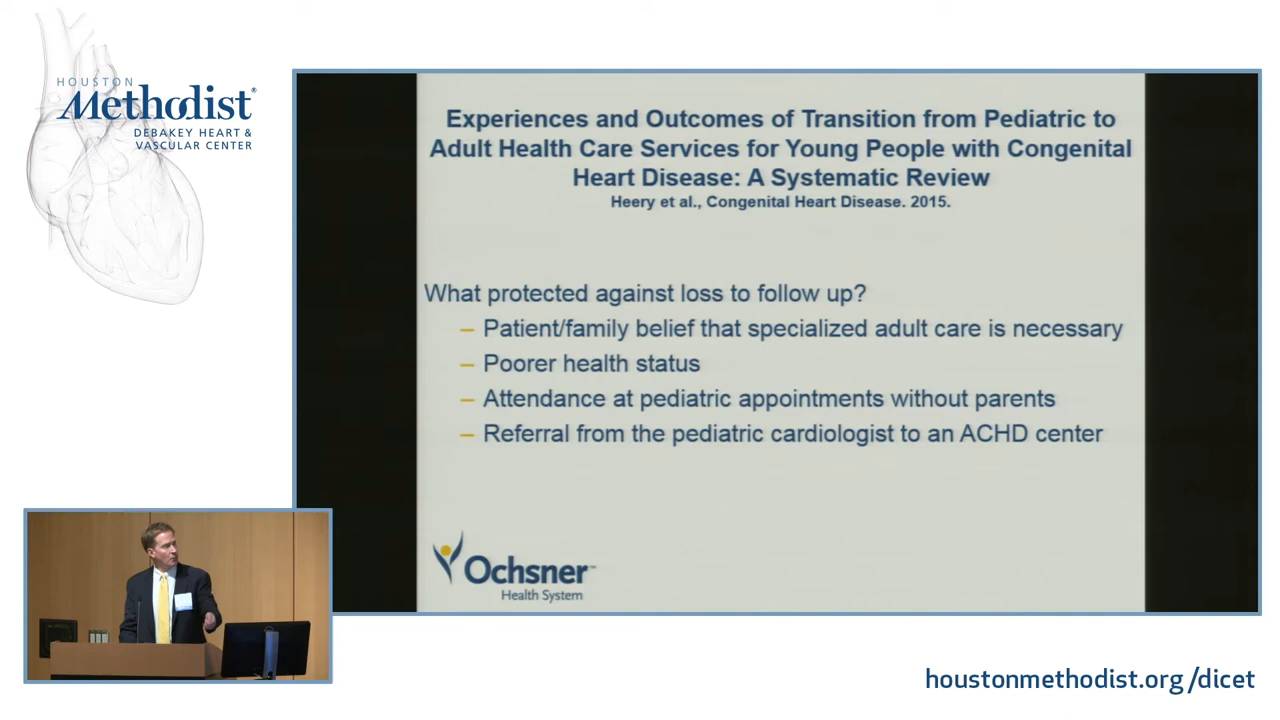 HOUSTON
Methodist®
DEBAKEY HEART &
VASCULAR CENTER
Experiences and Outcomes of Transition from Pediatric to
Adult Health Care Services for Young People with Congenital
Heart Disease: A Systematic Review
Heery et al., Congenital Heart Disease. 2015.
What protected against loss to follow up?
– Patient/family belief that specialized adult care is necessary
– Poorer health status
– Attendance at pediatric appointments without parents
– Referral from the pediatric cardiologist to an ACHD center
Ochsner™
Health System
houstonmethodist.org/dicet